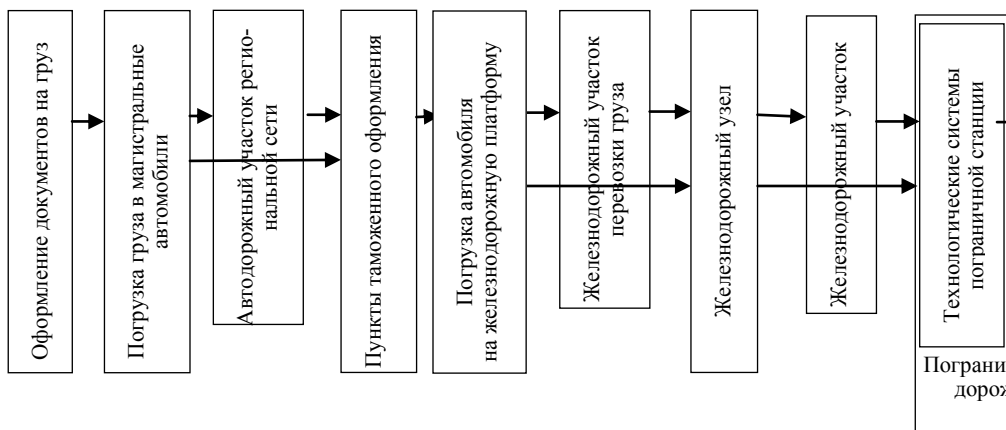 Оформление документов на груз
Погрузка груза в магистральные
автомобили
Автодорожный участок регио-
нальной сети
Пункты таможенного оформления
Погрузка автомобиля
на железнодорожную платформу
Железнодорожный участок
перевозки груза
Железнодорожный узел
Железнодорожный участок
Технологические системы
пограничной станции